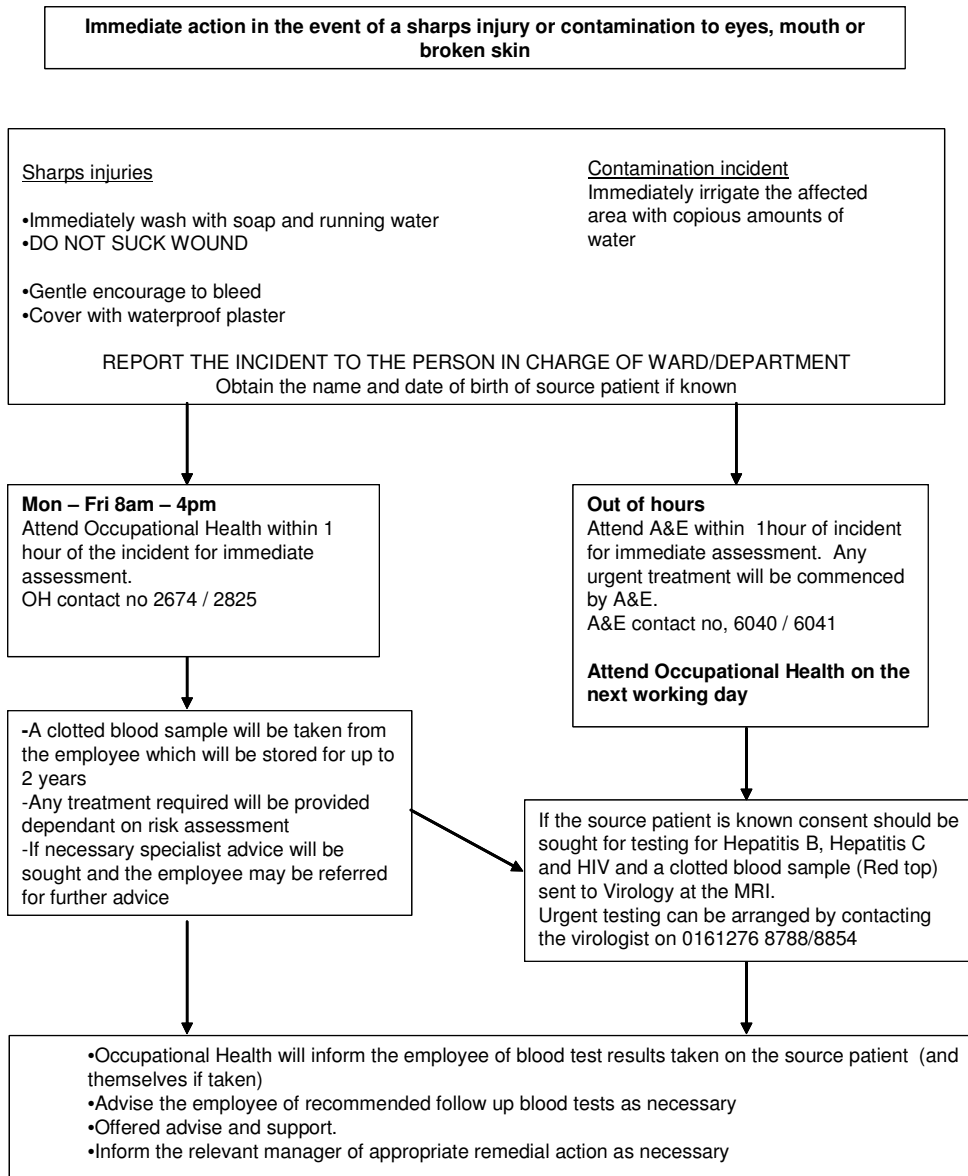 Immediate action in the event of a sharps injury or contamination to eyes, mouth or
broken skin
Sharps injuries
•Immediately wash with soap and running water
•DO NOT SUCK WOUND
•Gentle encourage to bleed
•Cover with waterproof plaster
Contamination incident
Immediately irrigate the affected
area with copious amounts of
water
REPORT THE INCIDENT TO THE PERSON IN CHARGE OF WARD/DEPARTMENT
Obtain the name and date of birth of source patient if known
Mon – Fri 8am – 4pm
Attend Occupational Health within 1
hour of the incident for immediate
assessment.
OH contact no 2674 / 2825
Out of hours
Attend A&E within 1hour of incident
for immediate assessment. Any
urgent treatment will be commenced
by A&E.
A&E contact no, 6040 / 6041
Attend Occupational Health on the
next working day
-A clotted blood sample will be taken from
the employee which will be stored for up to
2 years
-Any treatment required will be provided
dependant on risk assessment
-If necessary specialist advice will be
sought and the employee may be referred
for further advice
If the source patient is known consent should be
sought for testing for Hepatitis B, Hepatitis C
and HIV and a clotted blood sample (Red top)
sent to Virology at the MRI.
Urgent testing can be arranged by contacting
the virologist on 0161276 8788/8854
•Occupational Health will inform the employee of blood test results taken on the source patient (and
themselves if taken)
•Advise the employee of recommended follow up blood tests as necessary
•Offered advise and support.
•Inform the relevant manager of appropriate remedial action as necessary